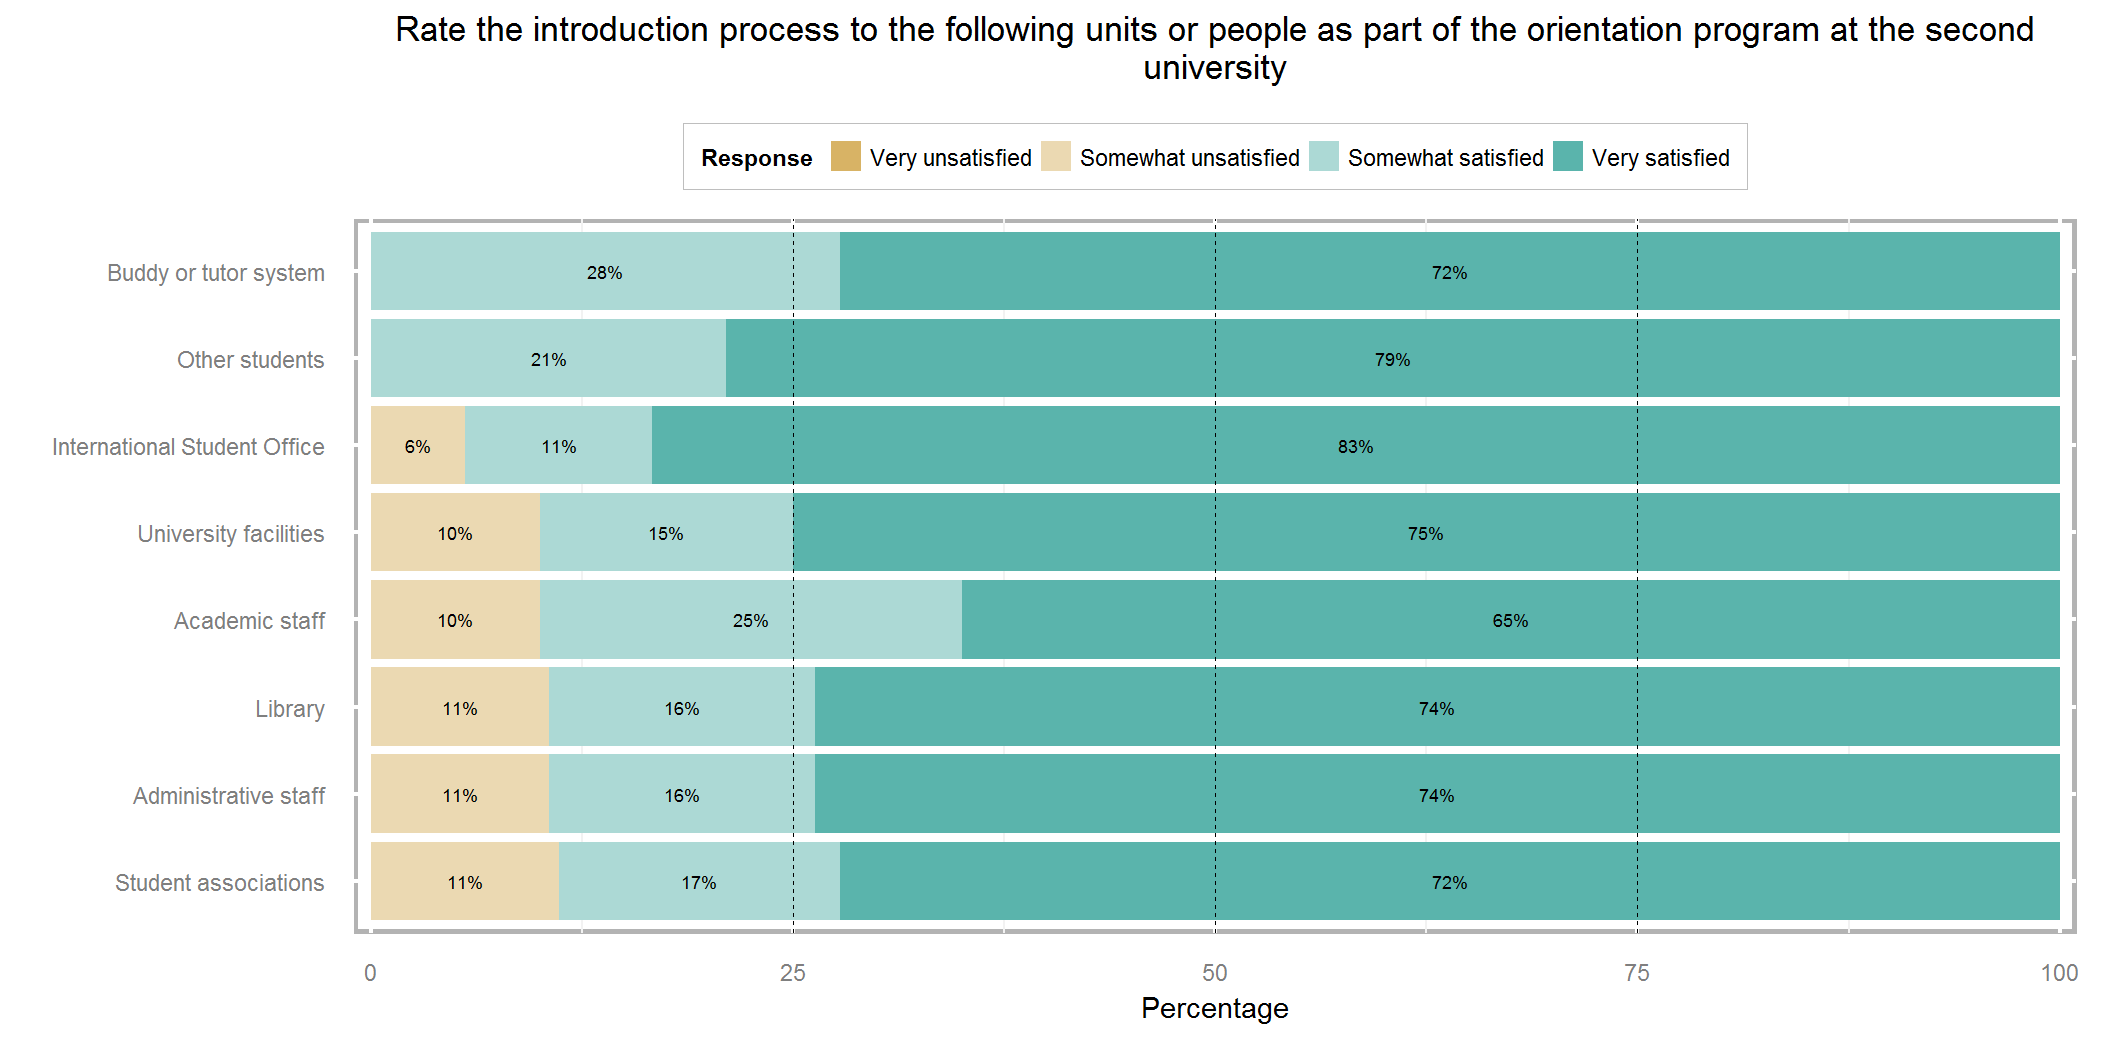 Rate the introduction process to the following units or people as part of the orientation program at the second
university
Response Very unsatisfied Somewhat unsatisfied Somewhat satisfied Very satisfied
Buddy or tutor system 28% 72%
Other students 21% 79%
International Student Office 6% 11% 83%
University facilities 10% 15% 75%
Academic staff 10% 25% 65%
Library 11% 16% 74%
Administrative staff 11% 16% 74%
Student associations 11% 17% 72%
0 25 50 75 100
Percentage